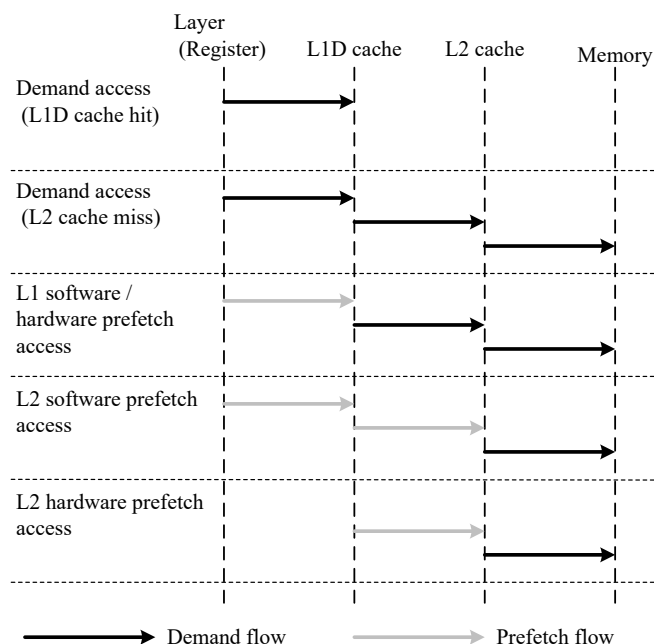 Layer
(Register) L1D cache L2 cache Memory
Demand access
(L1D cache hit)
Demand access
(L2 cache miss)
L1 software /
hardware prefetch
access
L2 software prefetch
access
L2 hardware prefetch
access
Demand flow Prefetch flow